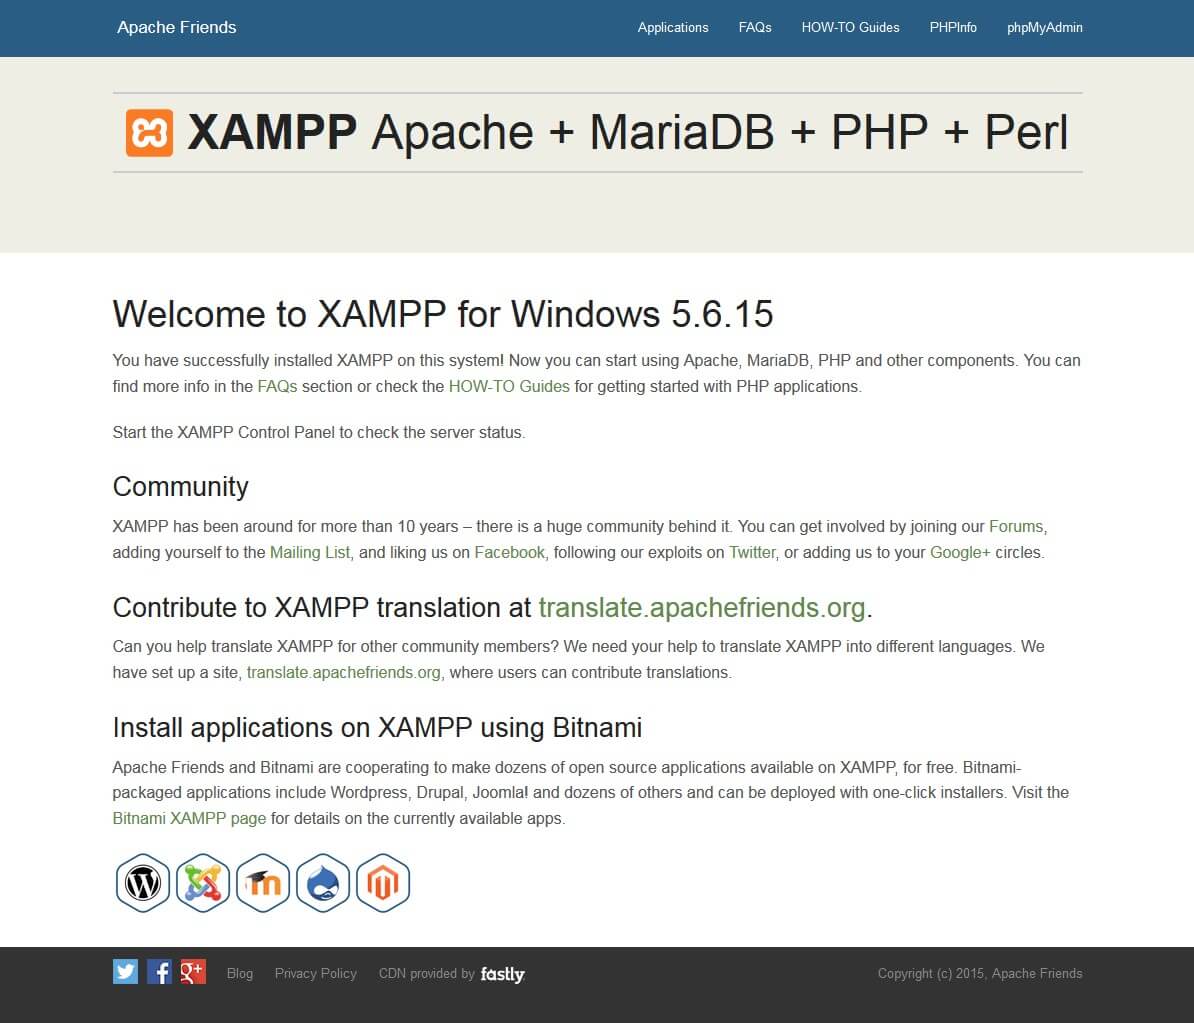 Apache Friends
Applications FAQs HOW-TO Guides PHPInfo phpMyAdmin
XAMPP Apache + MariaDB + PHP + Perl
Welcome to XAMPP for Windows 5.6.15
You have successfully installed XAMPP on this system! Now you can start using Apache, MariaDB, PHP and other components. You can
find more info in the FAQs section or check the HOW-TO Guides for getting started with PHP applications.
Start the XAMPP Control Panel to check the server status.
Community
XAMPP has been around for more than 10 years – there is a huge community behind it. You can get involved by joining our Forums,
adding yourself to the Mailing List, and liking us on Facebook, following our exploits on Twitter, or adding us to your Google+ circles.
Contribute to XAMPP translation at translate.apachefriends.org.
Can you help translate XAMPP for other community members? We need your help to translate XAMPP into different languages. We
have set up a site, translate.apachefriends.org, where users can contribute translations.
Install applications on XAMPP using Bitnami
Apache Friends and Bitnami are cooperating to make dozens of open source applications available on XAMPP, for free. Bitnami-
packaged applications include Wordpress, Drupal, Joomla! and dozens of others and can be deployed with one-click installers. Visit the
Bitnami XAMPP page for details on the currently available apps.
Blog Privacy Policy CDN provided by fastly
Copyright (c) 2015, Apache Friends